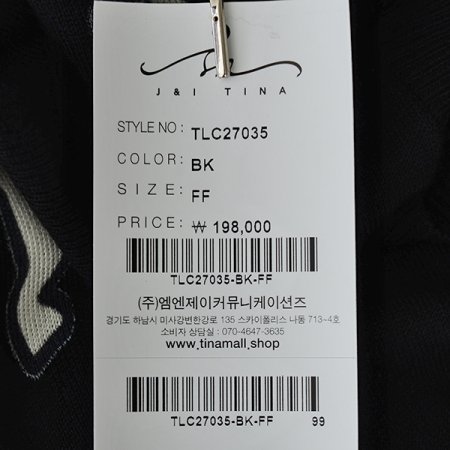 J & I TINA
STYLE NO : TLC27035
COLOR: BK
SIZE: FF
PRICE: ₩ 198,000
TLC27035-BK-FF
(주)엠엔제이커뮤니케이션즈
경기도 하남시 미사강변한강로 135 스카이폴리스 나동 713~4호
소비자 상담실 : 070-4647-3635
www.tinamall.shop
TLC27035-BK-FF 99